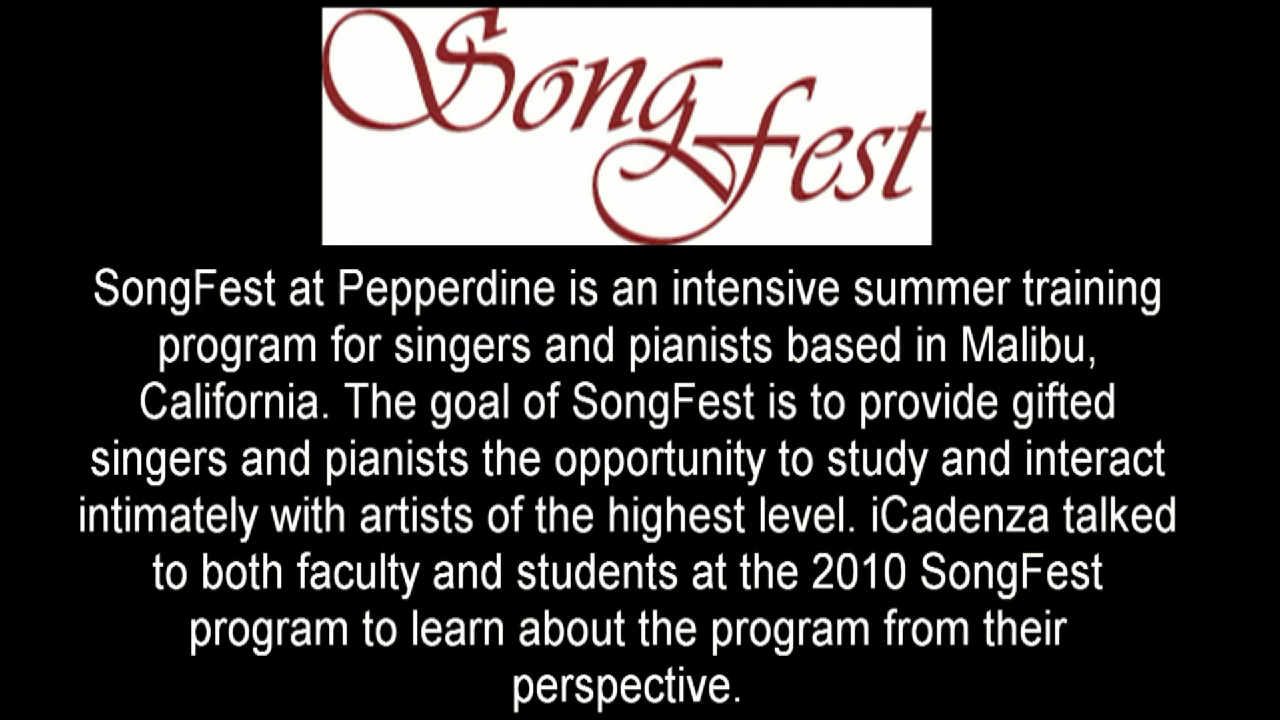 SongFest
SongFest at Pepperdine is an intensive summer training
program for singers and pianists based in Malibu,
California. The goal of SongFest is to provide gifted
singers and pianists the opportunity to study and interact
intimately with artists of the highest level. iCadenza talked
to both faculty and students at the 2010 SongFest
program to learn about the program from their
perspective.